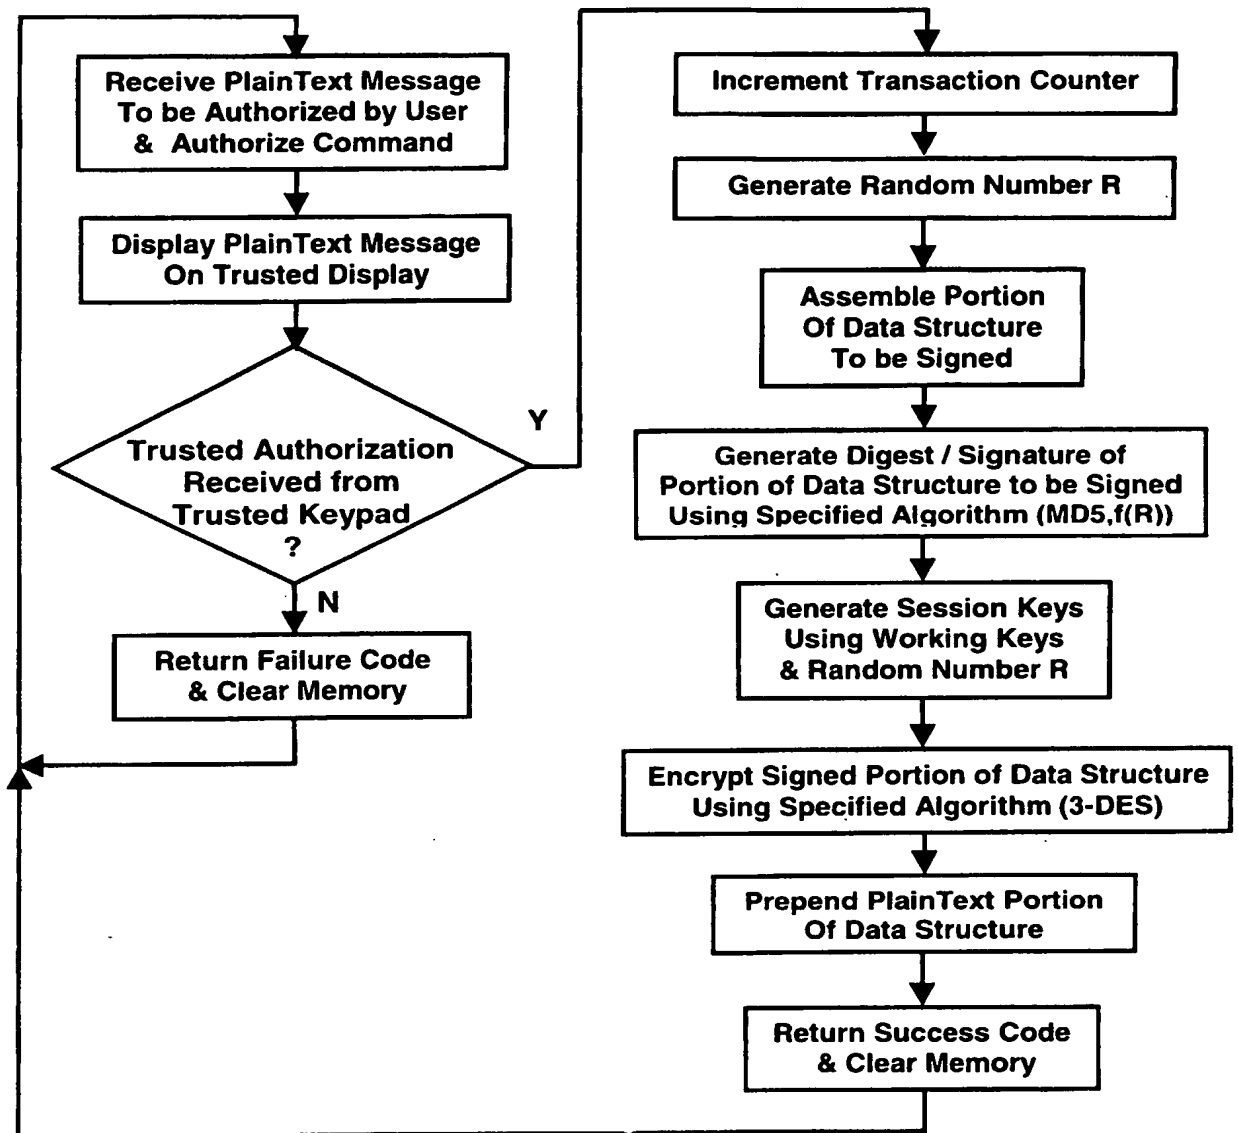 Receive PlainText Message
To be Authorized by User
& Authorize Command
Display PlainText Message
On Trusted Display
Trusted Authorization
Received from
Trusted Keypad
?
Y
N
Return Failure Code
& Clear Memory
Increment Transaction Counter
Generate Random Number R
Assemble Portion
Of Data Structure
To be Signed
Generate Digest / Signature of
Portion of Data Structure to be Signed
Using Specified Algorithm (MD5,f(R))
Generate Session Keys
Using Working Keys
& Random Number R
Encrypt Signed Portion of Data Structure
Using Specified Algorithm (3-DES)
Prepend PlainText Portion
Of Data Structure
Return Success Code
& Clear Memory